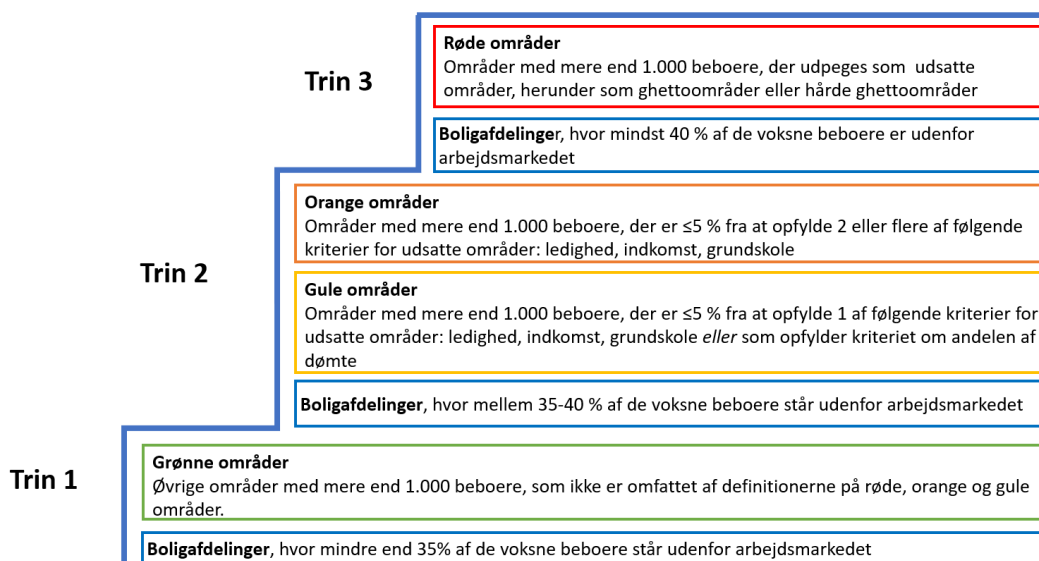 Trin 3
Røde områder
Områder med mere end 1.000 beboere, der udpeges som udsatte
områder, herunder som ghettoområder eller hårde ghettoområder
Boligafdelinger, hvor mindst 40 % af de voksne beboere er udenfor
arbejdsmarkedet
Trin 2
Orange områder
Områder med mere end 1.000 beboere, der er ≤5 % fra at opfylde 2 eller flere af følgende
kriterier for udsatte områder: ledighed, indkomst, grundskole
Gule områder
Områder med mere end 1.000 beboere, der er ≤5 % fra at opfylde 1 af følgende kriterier for
udsatte områder: ledighed, indkomst, grundskole eller som opfylder kriteriet om andelen af
dømte
Boligafdelinger, hvor mellem 35-40 % af de voksne beboere står udenfor arbejdsmarkedet
Trin 1
Grønne områder
Øvrige områder med mere end 1.000 beboere, som ikke er omfattet af definitionerne på røde, orange og gule
områder.
Boligafdelinger, hvor mindre end 35% af de voksne beboere står udenfor arbejdsmarkedet